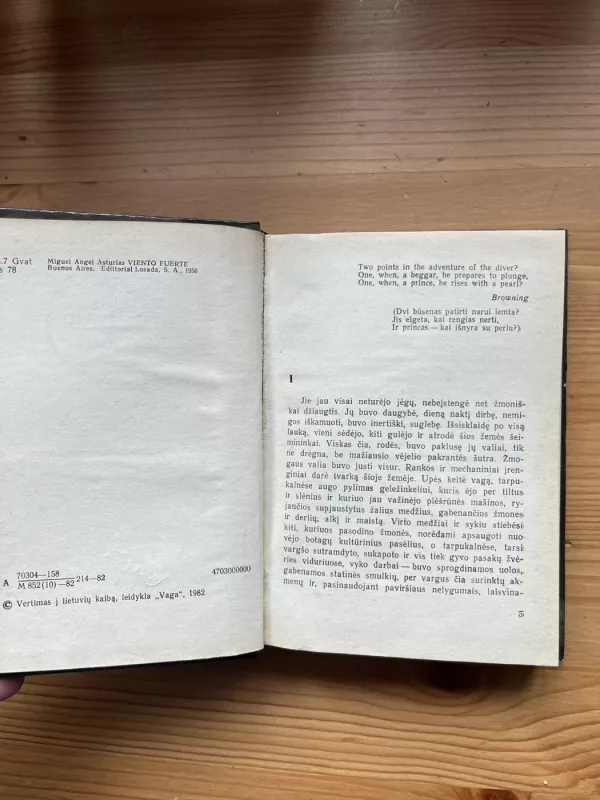 .7 Gvat
s 78
Miguel Angel Asturias VIENTO FUERTE
Buenos Aires, Edittorial Losada, S. A., 1950
A 70304—158
M 852(10)—82 214—82
4703000000
© Vertimas į lietuvių kalbą, leidykla „Vaga", 1982
Two points in the adventure of the diver?
One, when, a beggar, he prepares to plunge,
One, when, a prince, he rises with a pearl?
Browning
(Dvi būsenas patirti narui lemta?
Jis elgeta, kai rengias nerti,
Ir princas — kai išnyra su perlu?)
I
Jie jau visai neturėjo jėgų, nebejstengė net žmoniš-
kai džiaugtis. Jų buvo daugybė, dieną naktį dirbę, nemi-
gos iškamuoti, buvo inertiški, suglebę. Išsisklaidę po visą
lauką, vieni sėdėjo, kiti gulėjo ir atrodė šios žemės šei-
mininkai. Viskas čia, rodės, buvo paklusę jų valiai, tik
ne drėgna, be mažiausio vėjelio pakrantės šutra. Žmo-
gaus valia buvo justi visur. Rankos ir mechaniniai įren-
giniai darė tvarką šioje žemėje. Upės keitė vagą, tarpu-
kalnėse augo pylimas geležinkeliui, kuris ėjo per tiltus
ir slėnius ir kuriuo jau važinėjo plėšrūnės mašinos, ry-
jančios supjaustytus žalius medžius, gabenančios žmones
ir derlių, alkį ir maistą. Virto medžiai ir sykiu stiebėsi
kiti, kuriuos pasodino žmonės, norėdami apsaugoti nuo
vėjo botagų kultūrinius pasėlius, o tarpukalnėse, tarsi
vargšo sutramdyto, sukapoto ir vis tiek gyvo pasakų žvė-
ries viduriuose, vyko darbai — buvo sprogdinamos uolos,
gabenamos statinės smulkių, per vargus čia surinktų ak-
menų ir, pasinaudojant paviršiaus nelygumais, laisvina-
5